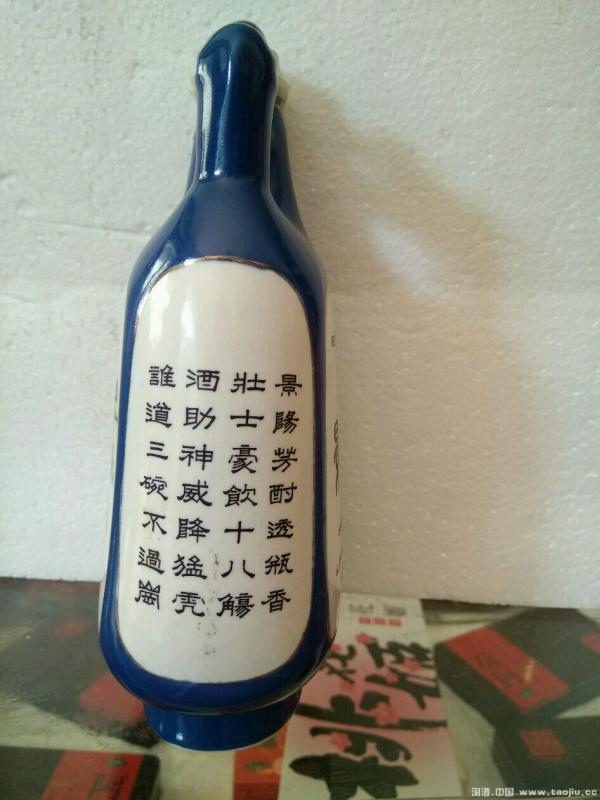 景陽芳酎透瓶香
壯士豪飲十八觴
酒助神威降猛虎
誰道三碗不過崗
淘酒.中国 www.taojiu.cc